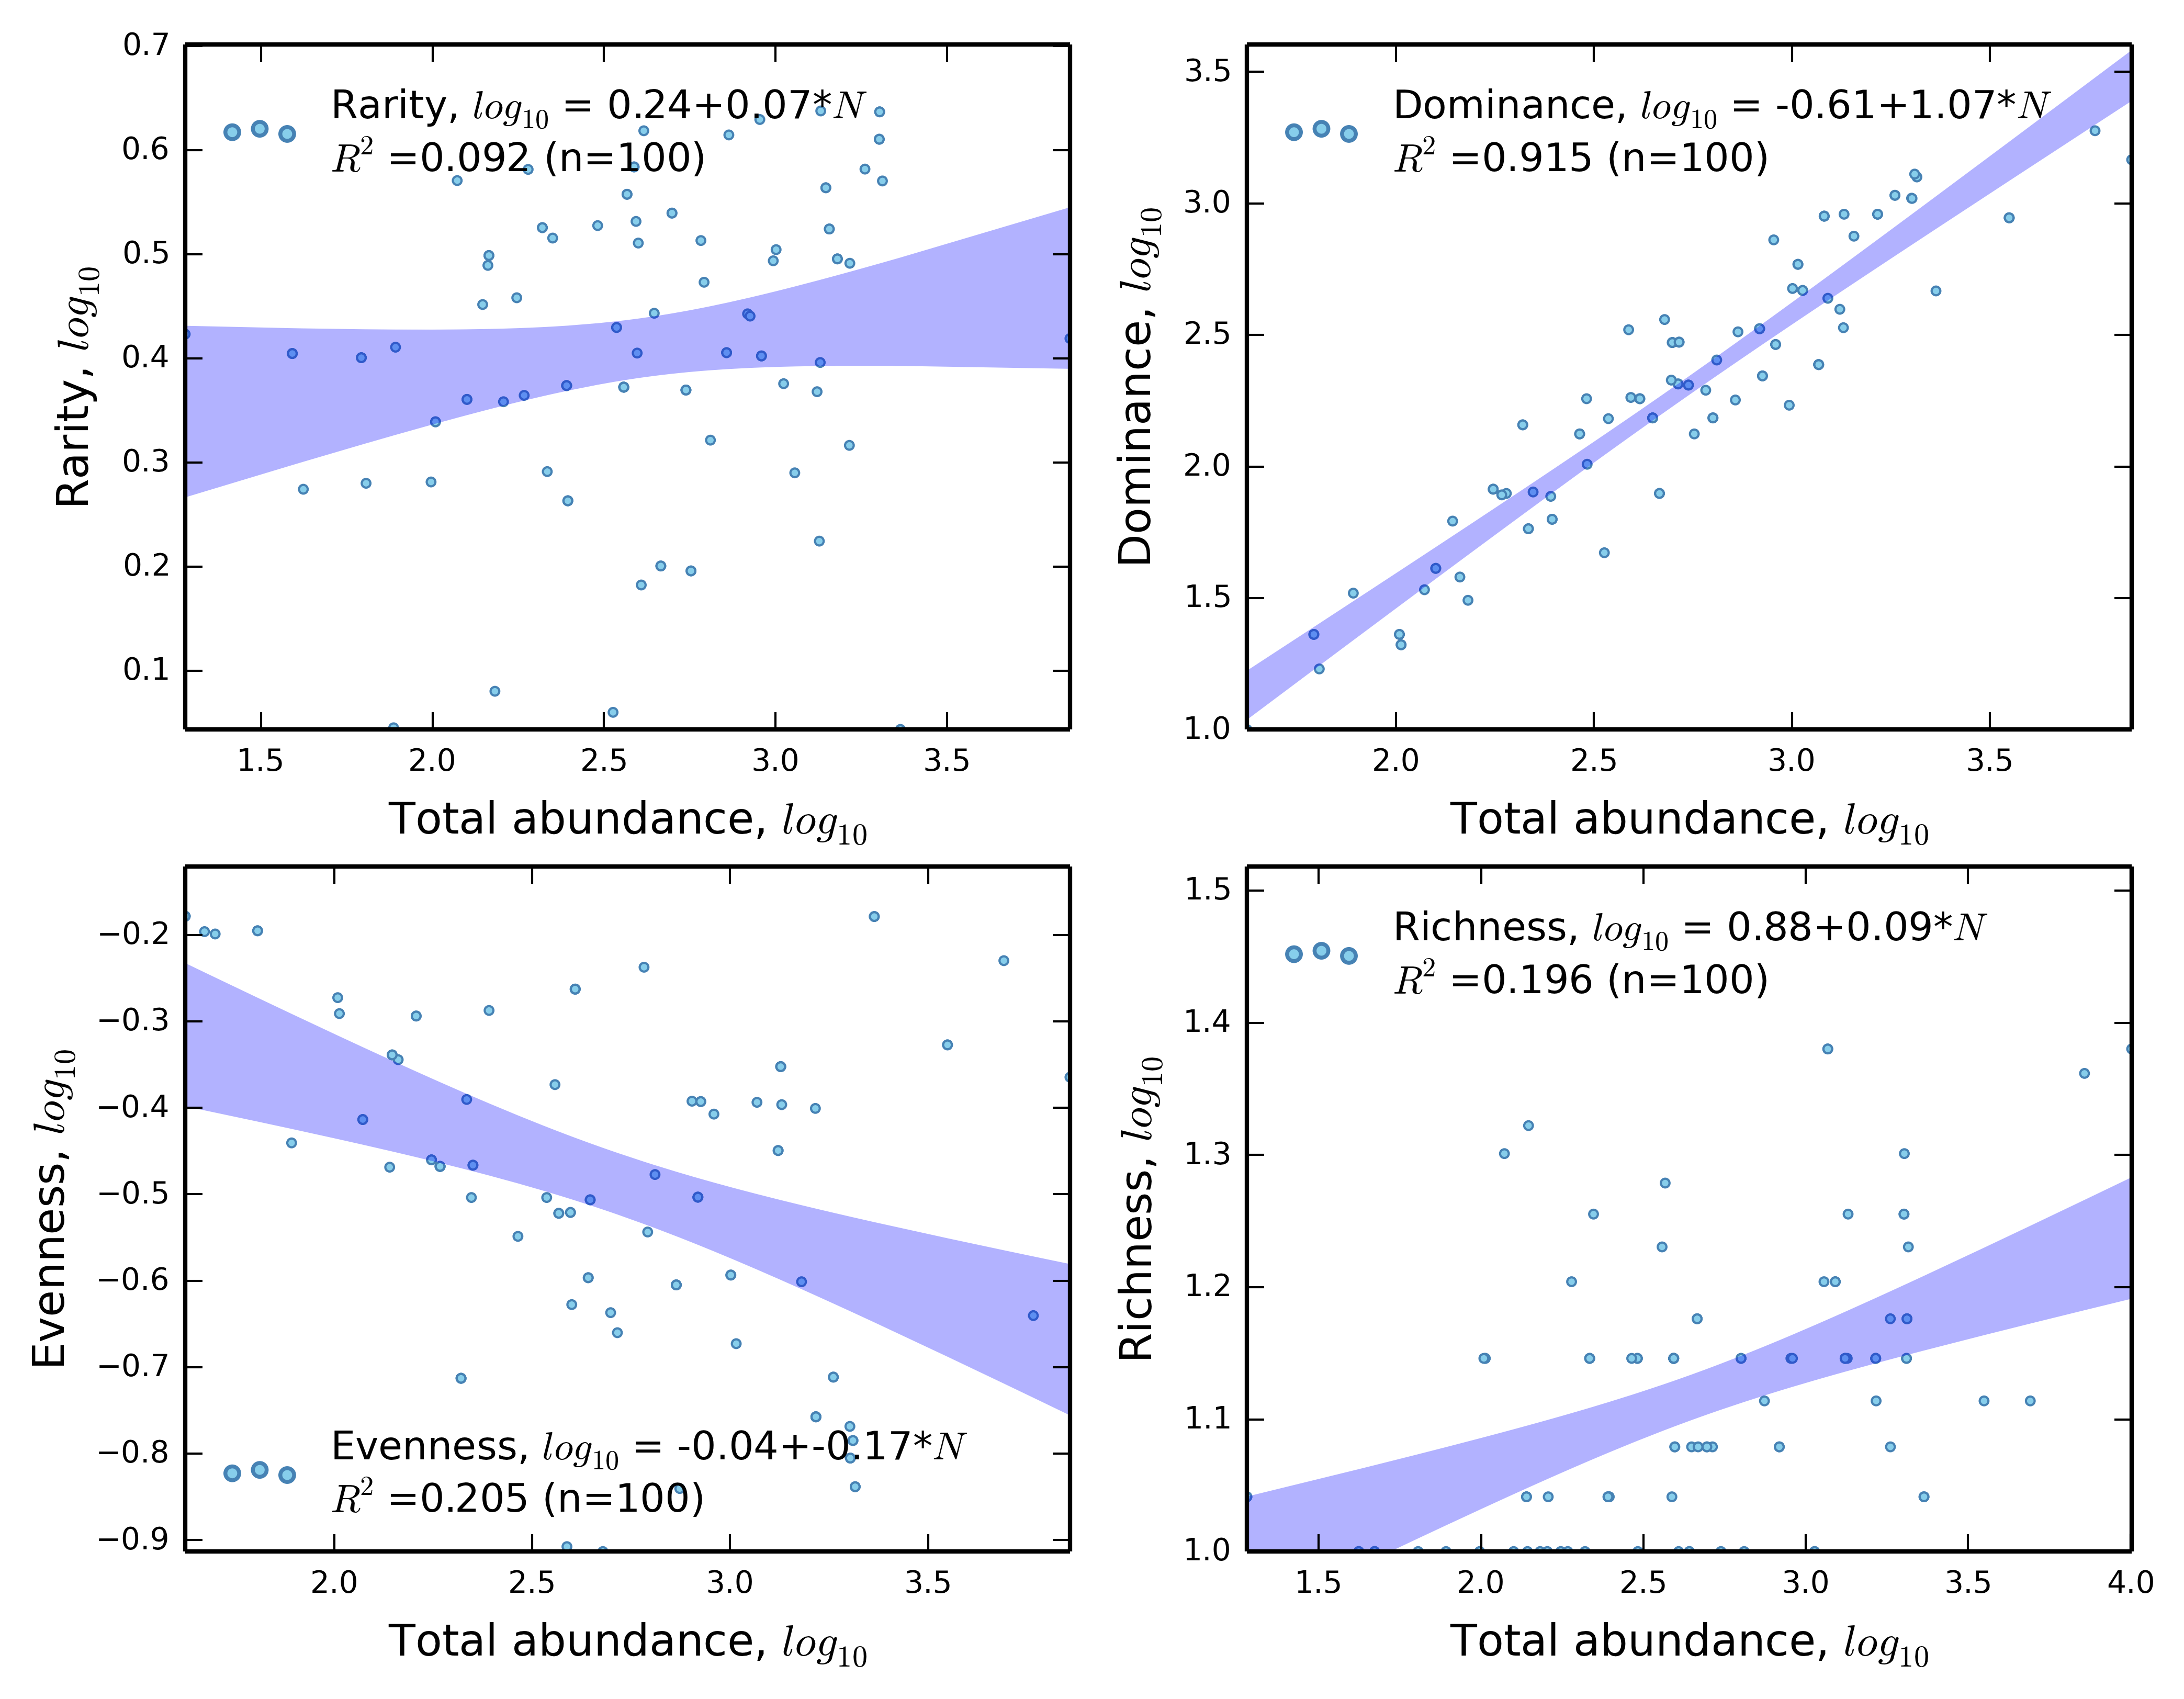 0.7
0.6
0.5
0.4
0.3
0.2
0.1
Rarity, log10
Rarity, log10 = 0.24+0.07*N
R2 =0.092 (n=100)
1.5 2.0 2.5 3.0 3.5
Total abundance, log10
3.5
3.0
2.5
2.0
1.5
1.0
Dominance, log10
Dominance, log10 = -0.61+1.07*N
R2 =0.915 (n=100)
2.0 2.5 3.0 3.5
Total abundance, log10
−0.2
−0.3
−0.4
−0.5
−0.6
−0.7
−0.8
−0.9
Evenness, log10
Evenness, log10 = -0.04+-0.17*N
R2 =0.205 (n=100)
2.0 2.5 3.0 3.5
Total abundance, log10
1.5
1.4
1.3
1.2
1.1
1.0
Richness, log10
Richness, log10 = 0.88+0.09*N
R2 =0.196 (n=100)
1.5 2.0 2.5 3.0 3.5 4.0
Total abundance, log10